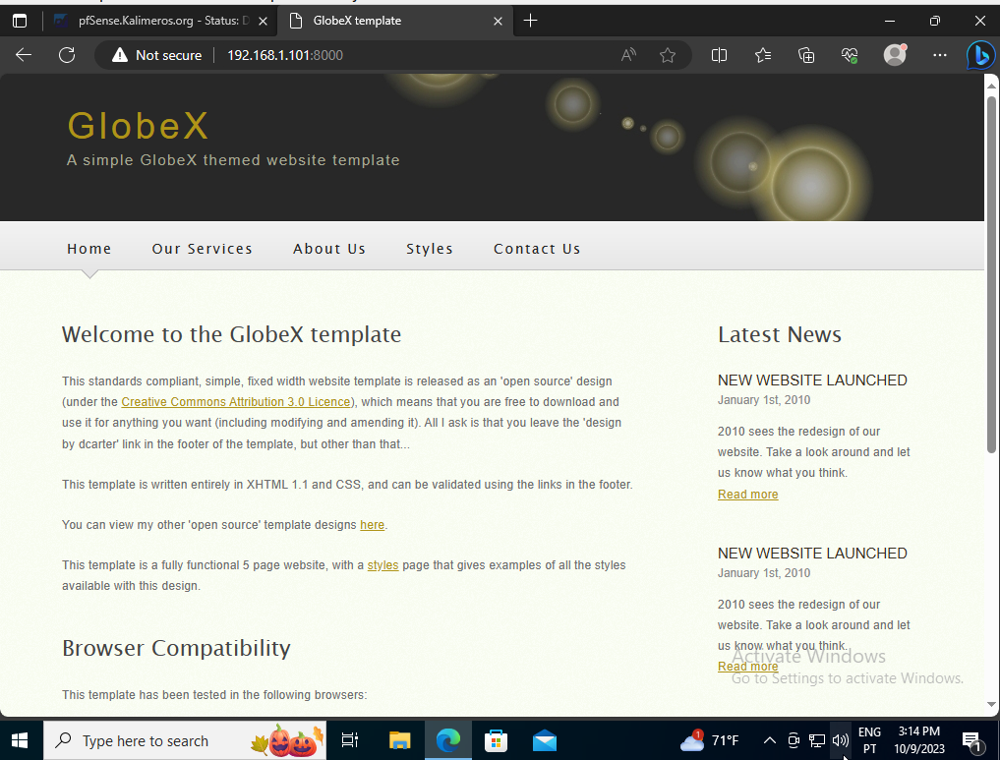 pfSense.Kalimeros.org - Status: D
GlobeX template
Not secure
192.168.1.101:8000
GlobeX
A simple GlobeX themed website template
Home
Our Services
About Us
Styles
Contact Us
Welcome to the GlobeX template
This standards compliant, simple, fixed width website template is released as an 'open source' design
(under the Creative Commons Attribution 3.0 Licence), which means that you are free to download and
use it for anything you want (including modifying and amending it). All I ask is that you leave the 'design
by dcarter' link in the footer of the template, but other than that...
This template is written entirely in XHTML 1.1 and CSS, and can be validated using the links in the footer.
You can view my other 'open source' template designs here.
This template is a fully functional 5 page website, with a styles page that gives examples of all the styles
available with this design.
Browser Compatibility
This template has been tested in the following browsers:
Latest News
NEW WEBSITE LAUNCHED
January 1st, 2010
2010 sees the redesign of our
website. Take a look around and let
us know what you think.
Read more
NEW WEBSITE LAUNCHED
January 1st, 2010
2010 sees the redesign of our
website. Take a look around and let
us know what you think.
Read more
Activate Windows
Go to Settings to activate Windows.
Type here to search
1
71°F
ENG
PT
3:14 PM
10/9/2023
1